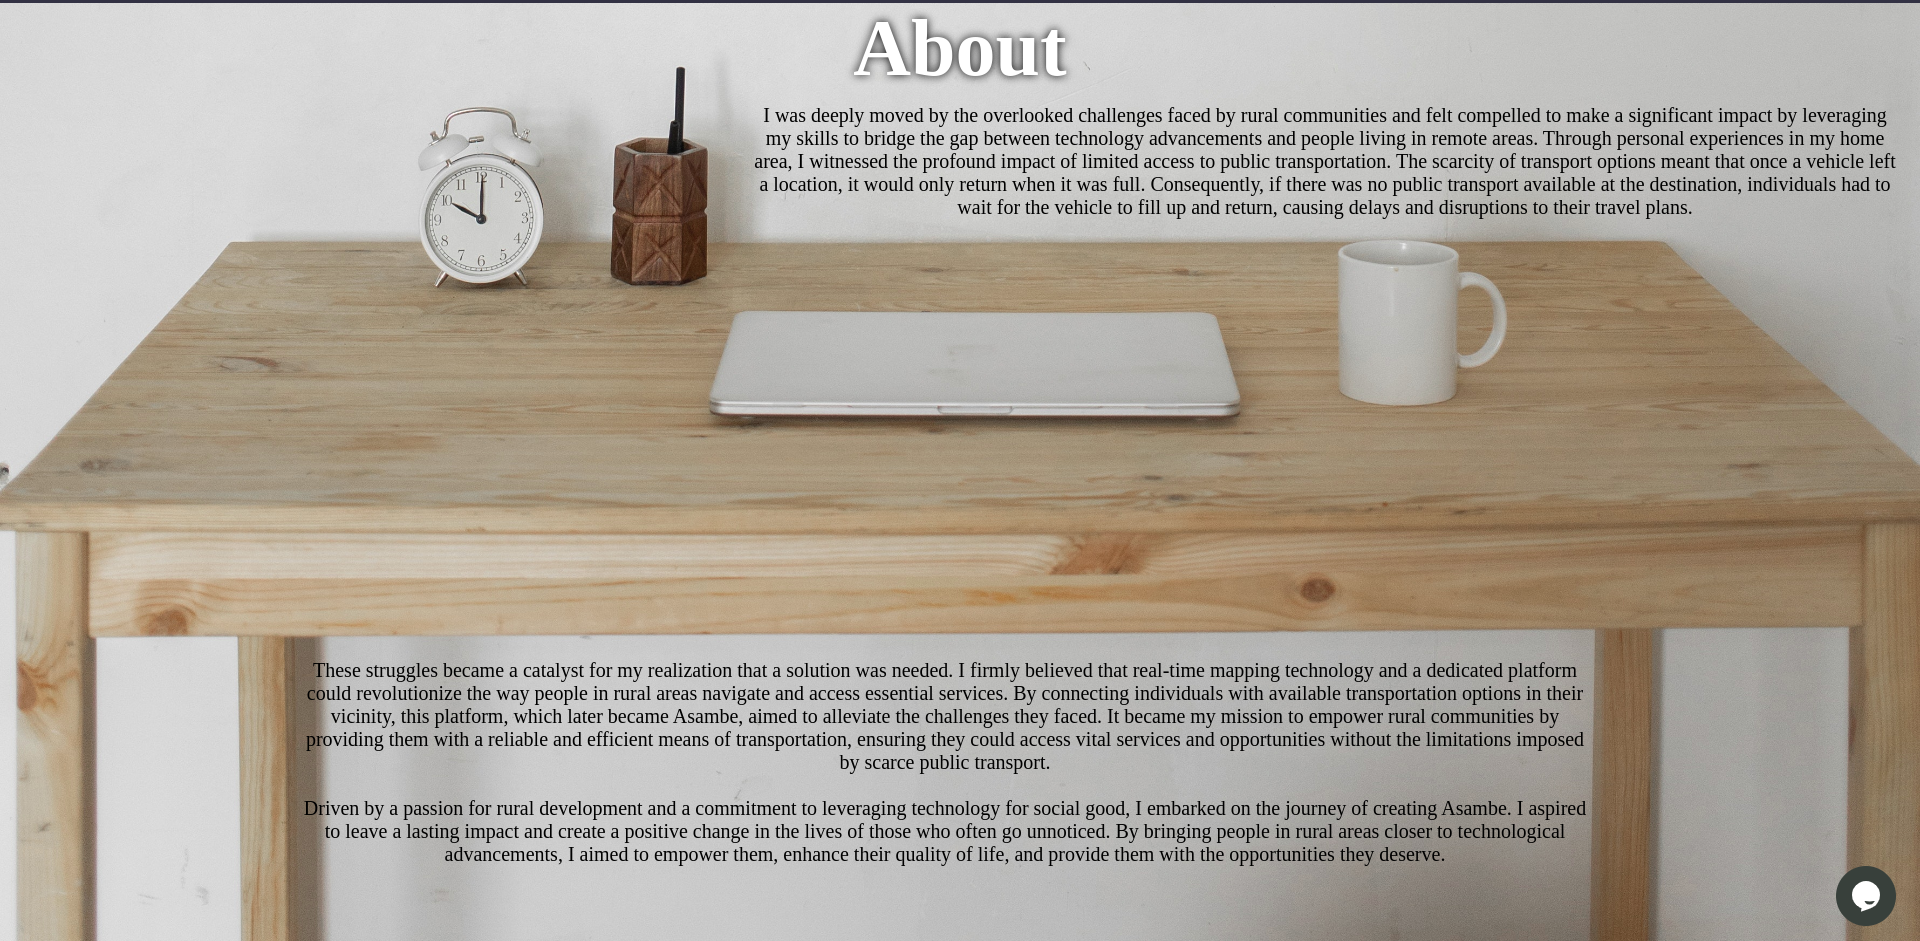 About
I was deeply moved by the overlooked challenges faced by rural communities and felt compelled to make a significant impact by leveraging
my skills to bridge the gap between technology advancements and people living in remote areas. Through personal experiences in my home
area, I witnessed the profound impact of limited access to public transportation. The scarcity of transport options meant that once a vehicle left
a location, it would only return when it was full. Consequently, if there was no public transport available at the destination, individuals had to
wait for the vehicle to fill up and return, causing delays and disruptions to their travel plans.
12
1
2
3
4
5
6
7
8
9
10
11
These struggles became a catalyst for my realization that a solution was needed. I firmly believed that real-time mapping technology and a dedicated platform
could revolutionize the way people in rural areas navigate and access essential services. By connecting individuals with available transportation options in their
vicinity, this platform, which later became Asambe, aimed to alleviate the challenges they faced. It became my mission to empower rural communities by
providing them with a reliable and efficient means of transportation, ensuring they could access vital services and opportunities without the limitations imposed
by scarce public transport.
Driven by a passion for rural development and a commitment to leveraging technology for social good, I embarked on the journey of creating Asambe. I aspired
to leave a lasting impact and create a positive change in the lives of those who often go unnoticed. By bringing people in rural areas closer to technological
advancements, I aimed to empower them, enhance their quality of life, and provide them with the opportunities they deserve.